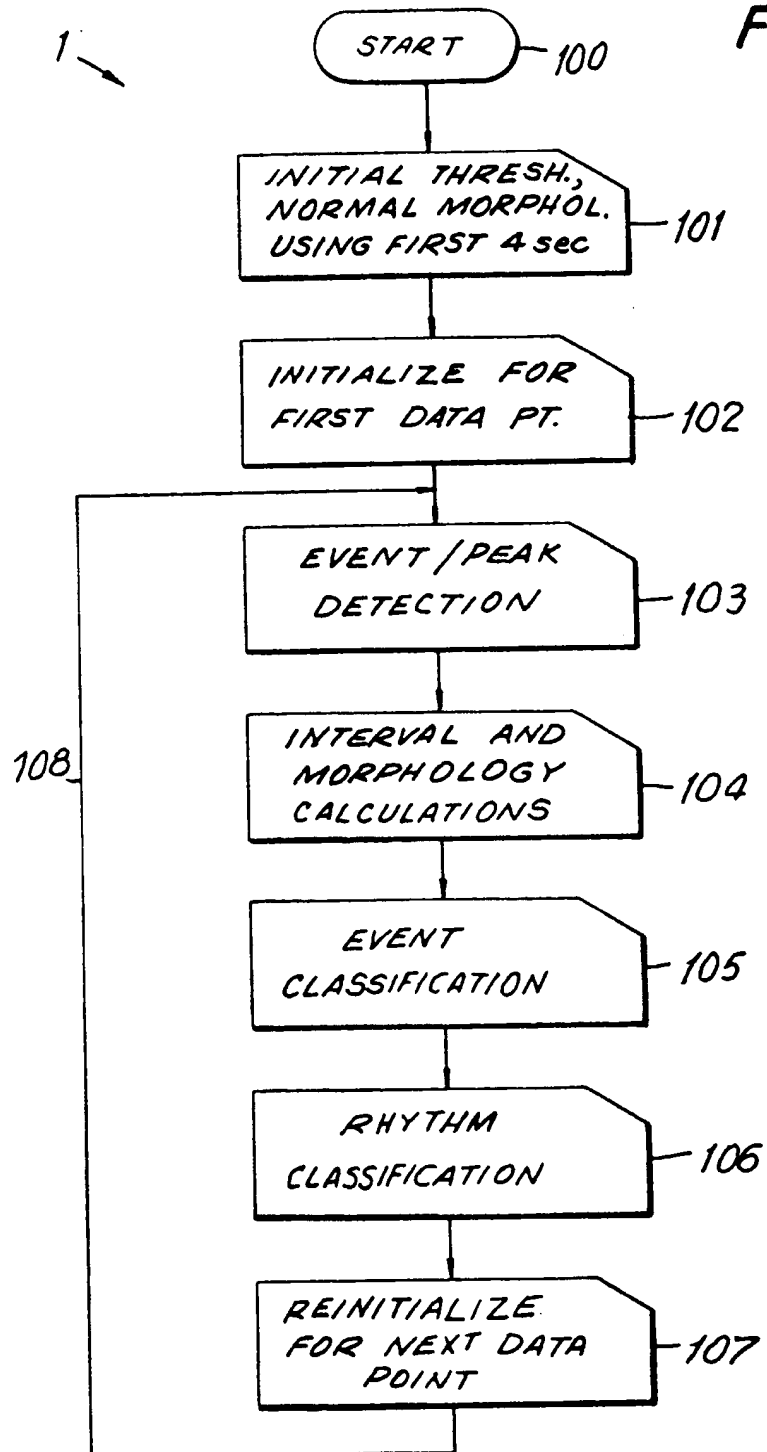 1
START
100
F
INITIAL THRESH.,
NORMAL MORPHOL.
USING FIRST 4 sec
101
INITIALIZE FOR
FIRST DATA PT.
102
EVENT/PEAK
DETECTION
103
INTERVAL AND
MORPHOLOGY
CALCULATIONS
104
108
EVENT
CLASSIFICATION
105
RHYTHM
CLASSIFICATION
106
REINITIALIZE
FOR NEXT DATA
POINT
107